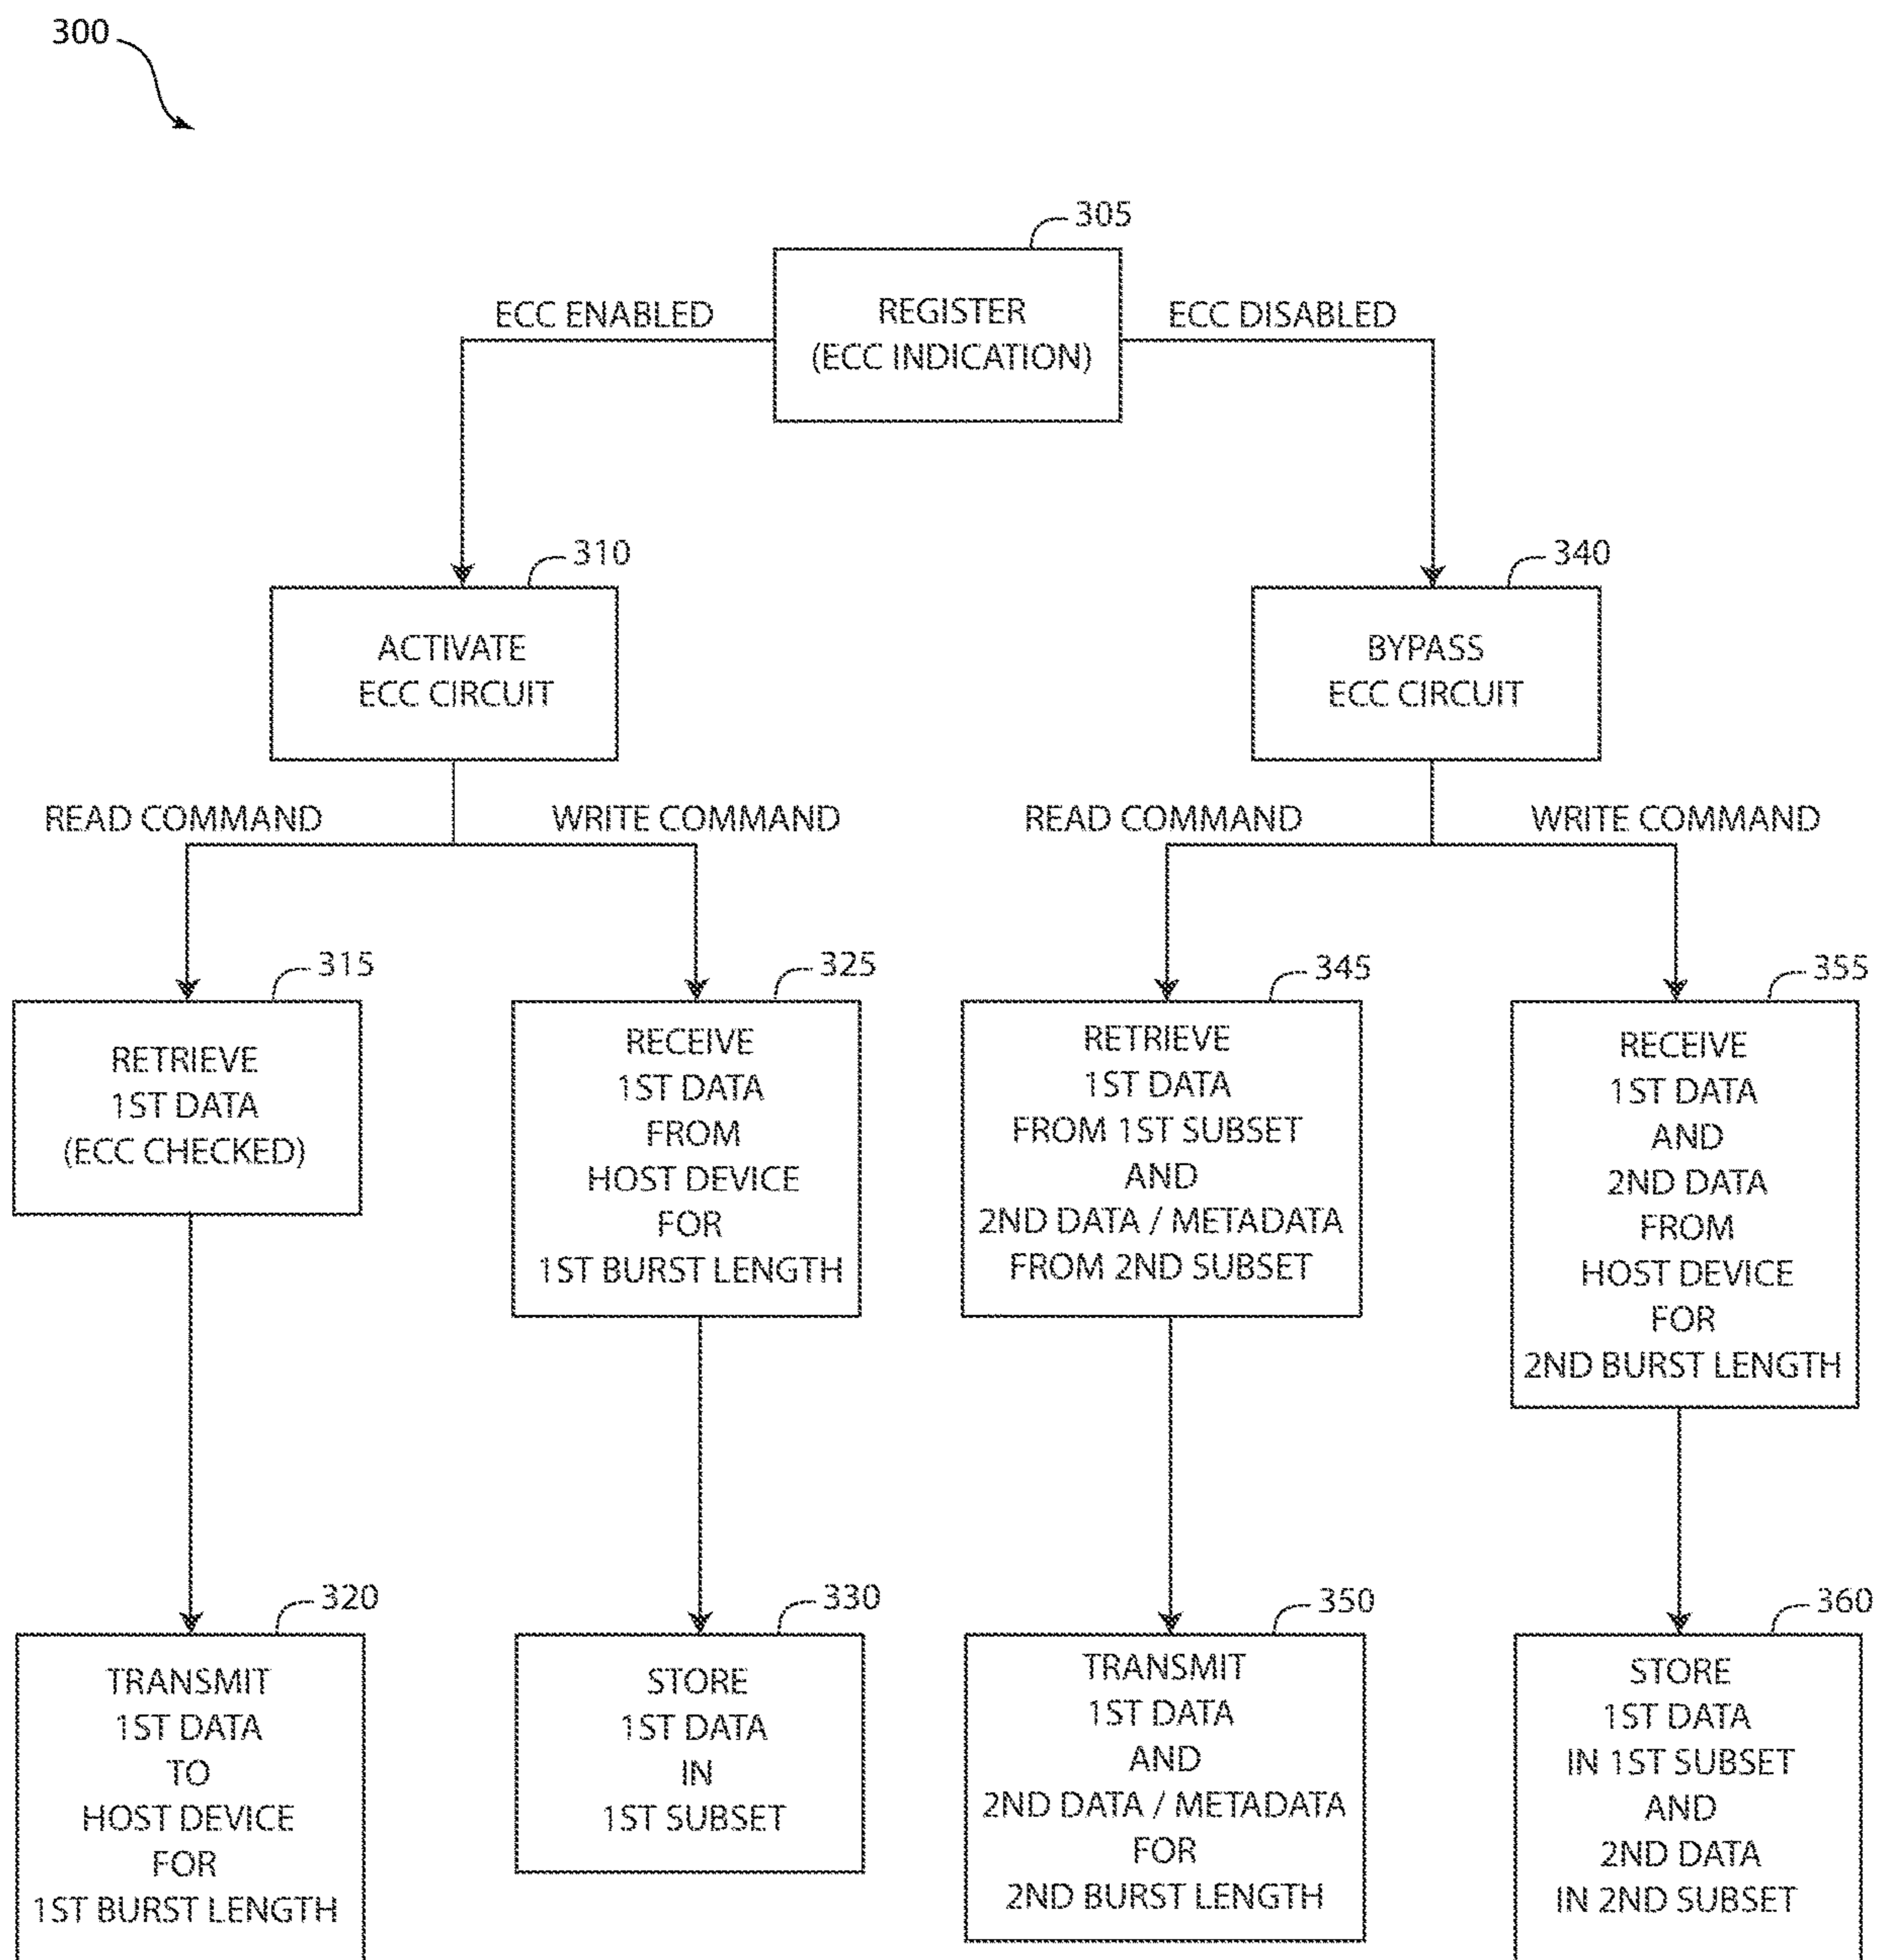 300
305
REGISTER
(ECC INDICATION)
ECC ENABLED
ECC DISABLED
310
ACTIVATE
ECC CIRCUIT
340
BYPASS
ECC CIRCUIT
READ COMMAND
WRITE COMMAND
READ COMMAND
WRITE COMMAND
315
RETRIEVE
1ST DATA
(ECC CHECKED)
325
RECEIVE
1ST DATA
FROM
HOST DEVICE
FOR
1ST BURST LENGTH
345
RETRIEVE
1ST DATA
FROM 1ST SUBSET
AND
2ND DATA / METADATA
FROM 2ND SUBSET
355
RECEIVE
1ST DATA
AND
2ND DATA
FROM
HOST DEVICE
FOR
2ND BURST LENGTH
320
TRANSMIT
1ST DATA
TO
HOST DEVICE
FOR
1ST BURST LENGTH
330
STORE
1ST DATA
IN
1ST SUBSET
350
TRANSMIT
1ST DATA
AND
2ND DATA / METADATA
FOR
2ND BURST LENGTH
360
STORE
1ST DATA
IN 1ST SUBSET
AND
2ND DATA
IN 2ND SUBSET